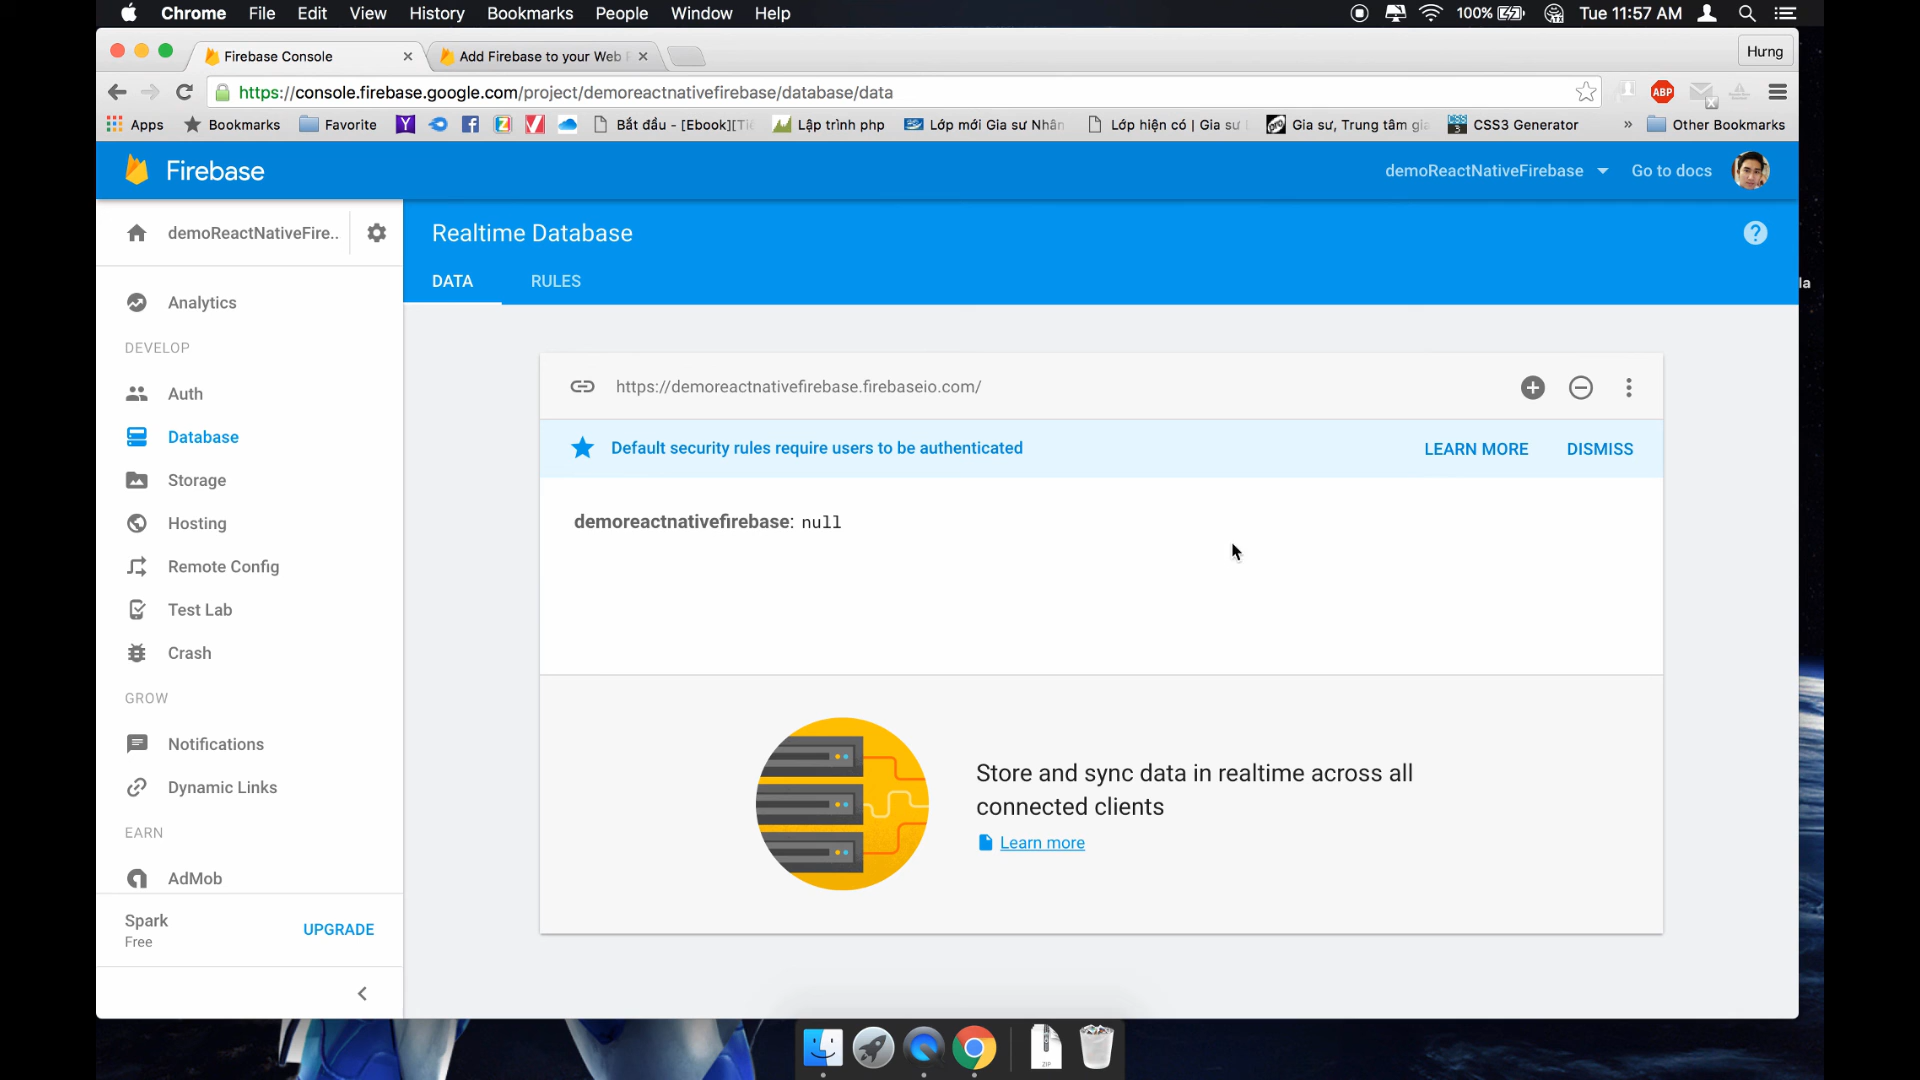 Chrome File Edit View History Bookmarks People Window Help 100% Tue 11:57 AM
Firebase Console
Add Firebase to your Web
Hưng
https://console.firebase.google.com/project/demoreactnativefirebase/database/data
ABP
Apps Bookmarks Favorite Bắt đầu - [Ebook][Tiế Lập trình php Lớp mới Gia sư Nhân Lớp hiện có | Gia sư Gia sư, Trung tâm gia CSS3 Generator » Other Bookmarks
Firebase
demoReactNativeFirebase Go to docs
demoReactNativeFire..
Realtime Database
DATA RULES
la
Analytics
DEVELOP
Auth
Database
Storage
Hosting
Remote Config
Test Lab
Crash
GROW
Notifications
Dynamic Links
EARN
AdMob
Spark
Free
UPGRADE
https://demoreactnativefirebase.firebaseio.com/
Default security rules require users to be authenticated
LEARN MORE DISMISS
demoreactnativefirebase: null
Store and sync data in realtime across all
connected clients
Learn more
ZIP